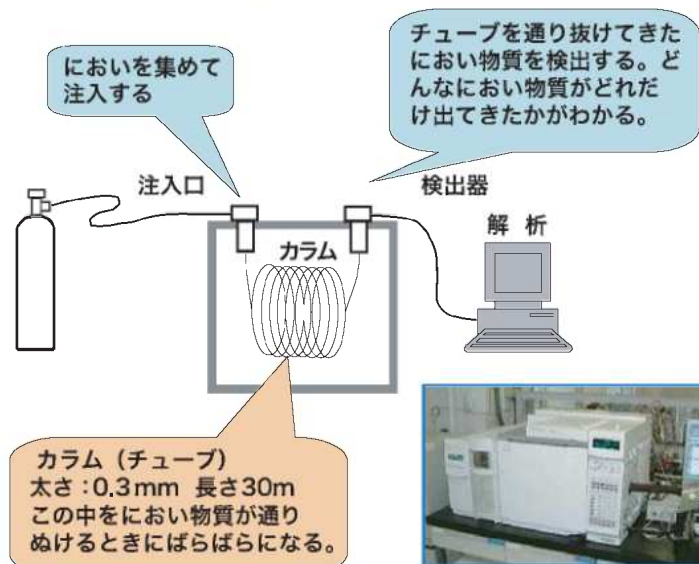 においを集めて
注入する
チューブを通り抜けてきた
におい物質を検出する。ど
んなにおい物質がどれだ
け出てきたかがわかる。
注入口
検出器
解 析
カラム
カラム（チューブ）
太さ：0.3mm 長さ30m
この中をにおい物質が通り
ぬけるときにばらばらになる。